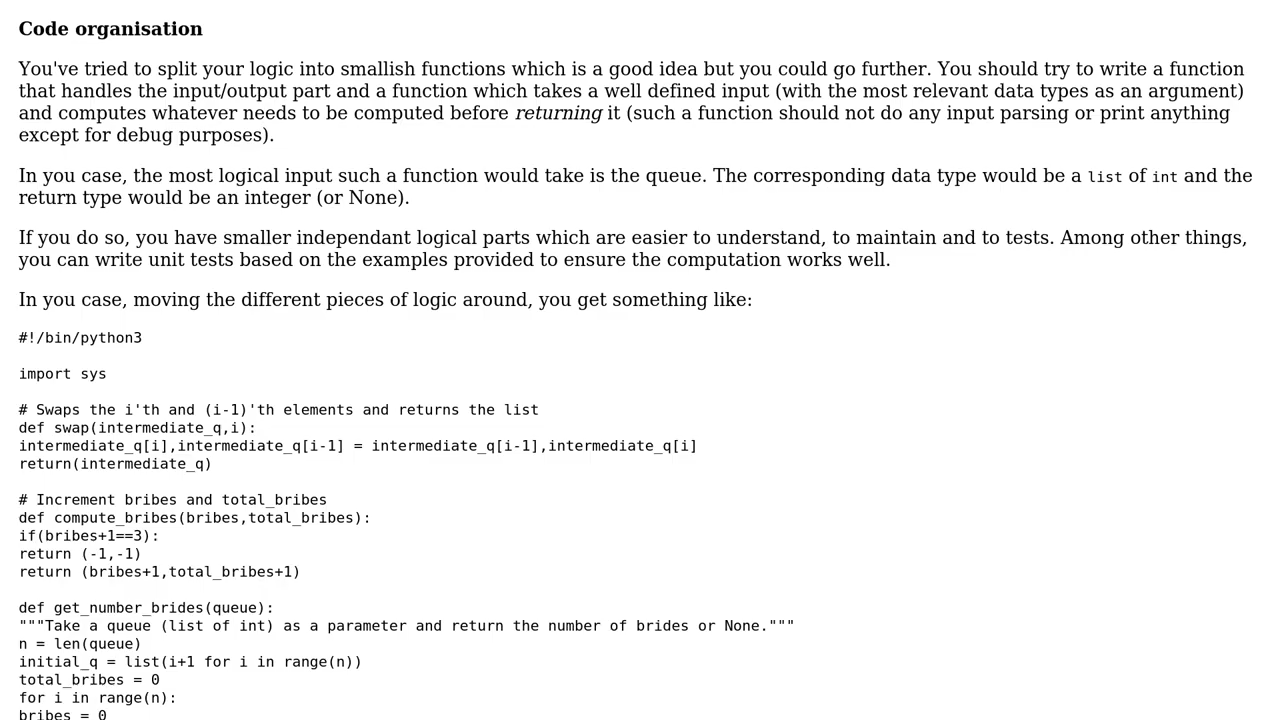 Code organisation
You've tried to split your logic into smallish functions which is a good idea but you could go further. You should try to write a function
that handles the input/output part and a function which takes a well defined input (with the most relevant data types as an argument)
and computes whatever needs to be computed before returning it (such a function should not do any input parsing or print anything
except for debug purposes).
In you case, the most logical input such a function would take is the queue. The corresponding data type would be a list of int and the
return type would be an integer (or None).
If you do so, you have smaller independant logical parts which are easier to understand, to maintain and to tests. Among other things,
you can write unit tests based on the examples provided to ensure the computation works well.
In you case, moving the different pieces of logic around, you get something like:
#!/bin/python3
import sys
# Swaps the i'th and (i-1)'th elements and returns the list
def swap(intermediate_q,i):
intermediate_q[i],intermediate_q[i-1] = intermediate_q[i-1],intermediate_q[i]
return(intermediate_q)
# Increment bribes and total_bribes
def compute_bribes(bribes,total_bribes):
if(bribes+1==3):
return (-1,-1)
return (bribes+1,total_bribes+1)
def get_number_brides(queue):
"""Take a queue (list of int) as a parameter and return the number of brides or None."""
n = len(queue)
initial_q = list(i+1 for i in range(n))
total_bribes = 0
for i in range(n):
bribes = 0